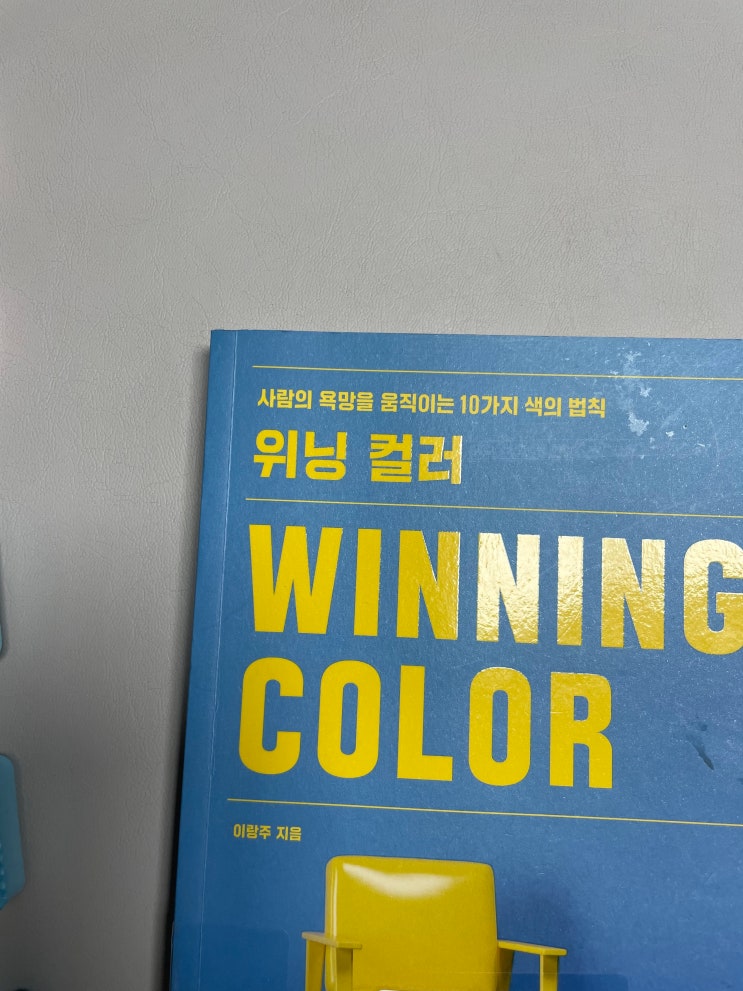 사람의 욕망을 움직이는 10가지 색의 법칙
위닝 컬러
WINNING
COLOR
이랑주 지음